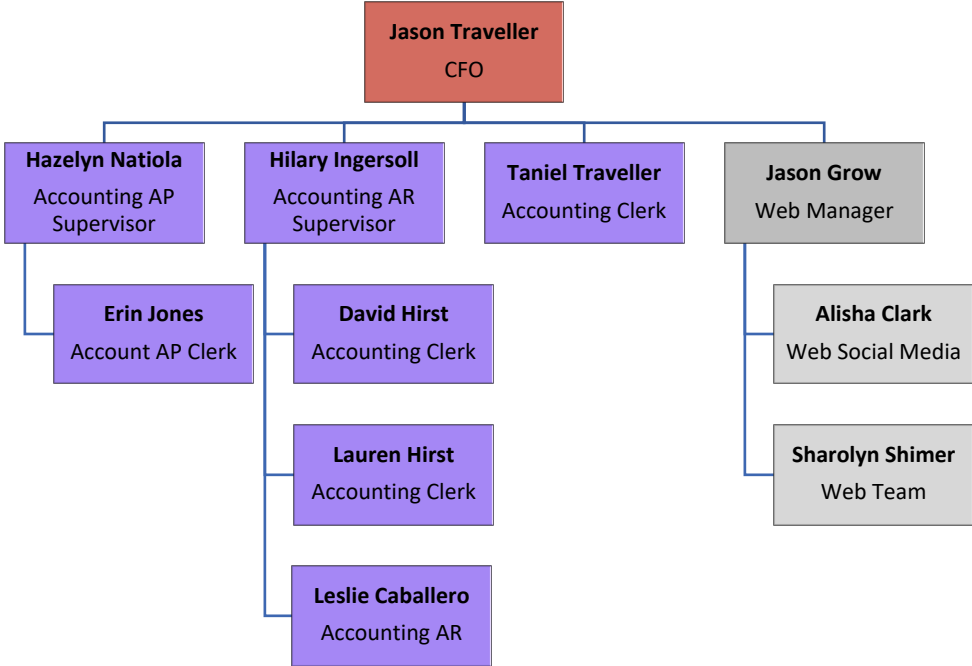 Jason Traveller
CFO
Hazelyn Natiola
Accounting AP
Supervisor
Hilary Ingersoll
Accounting AR
Supervisor
Taniel Traveller
Accounting Clerk
Jason Grow
Web Manager
Erin Jones
Account AP Clerk
David Hirst
Accounting Clerk
Alisha Clark
Web Social Media
Lauren Hirst
Accounting Clerk
Sharolyn Shimer
Web Team
Leslie Caballero
Accounting AR